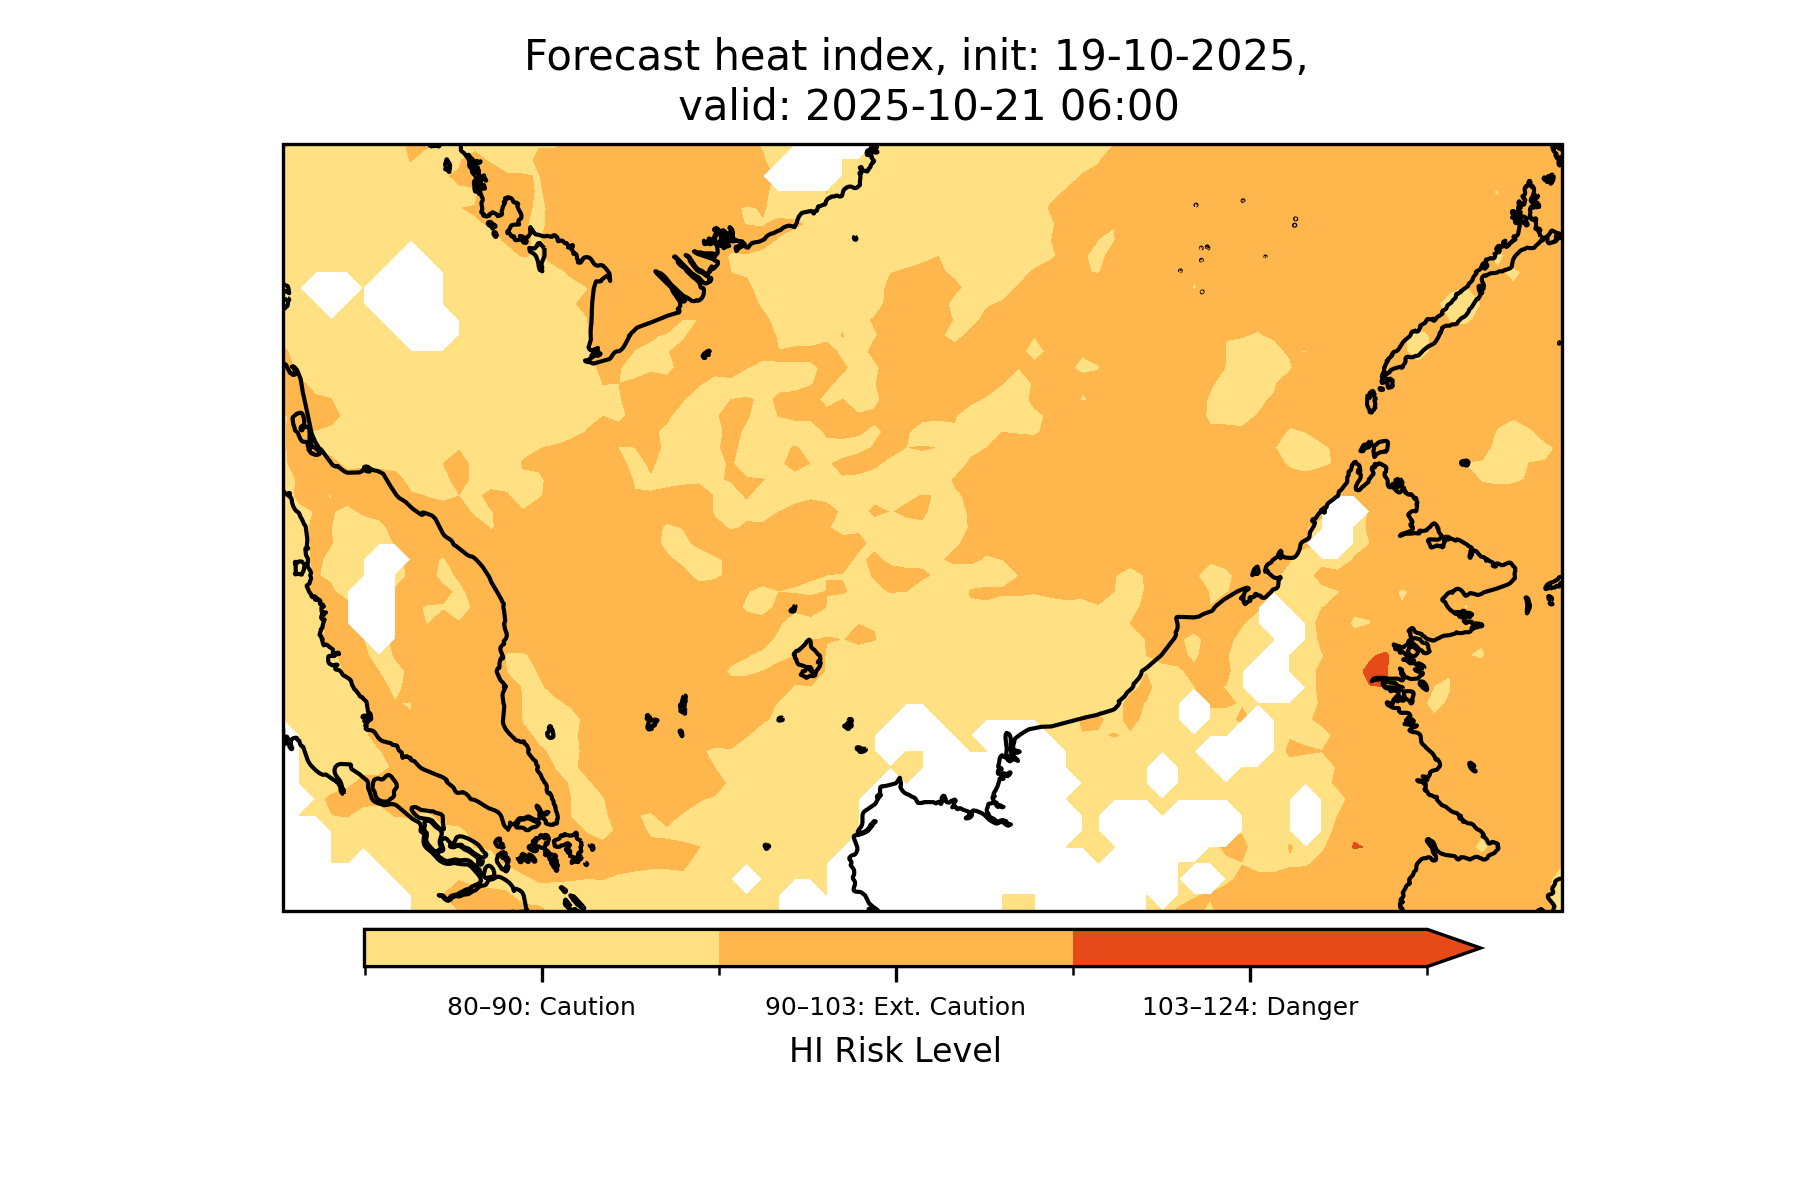 Forecast heat index, init: 19-10-2025,
valid: 2025-10-21 06:00
80–90: Caution
90–103: Ext. Caution
103–124: Danger
HI Risk Level